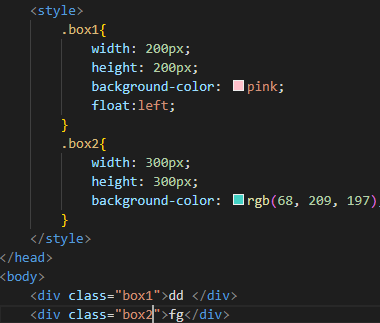 <style>
.box1{
width: 200px;
height: 200px;
background-color: pink;
float:left;
}
.box2{
width: 300px;
height: 300px;
background-color: rgb(68, 209, 197)
}
</style>
</head>
<body>
<div class="box1">dd </div>
<div class="box2">fg</div>